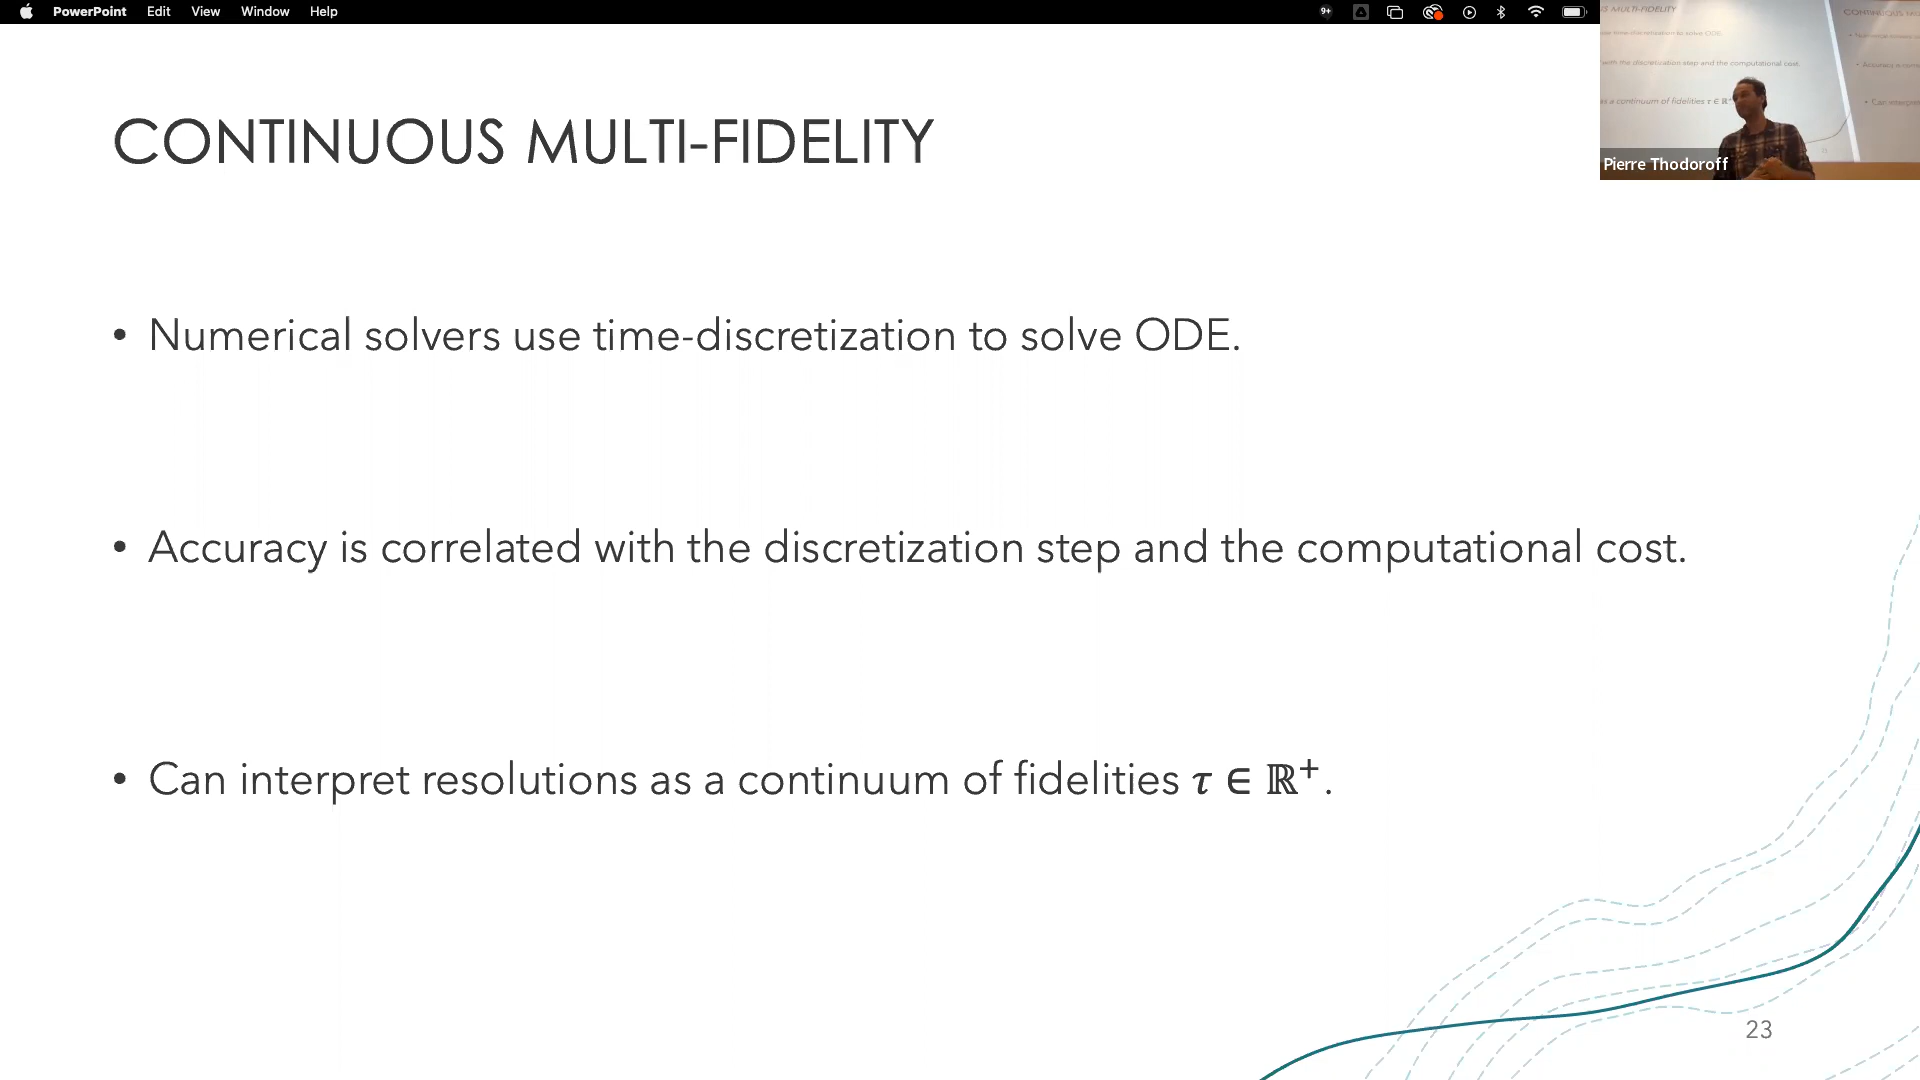 PowerPoint Edit View Window Help
9+
CONTINUOUS MULTI-FIDELITY
Pierre Thodoroff
• Numerical solvers use time-discretization to solve ODE.
• Accuracy is correlated with the discretization step and the computational cost.
• Can interpret resolutions as a continuum of fidelities τ ∈ ℝ⁺.
23